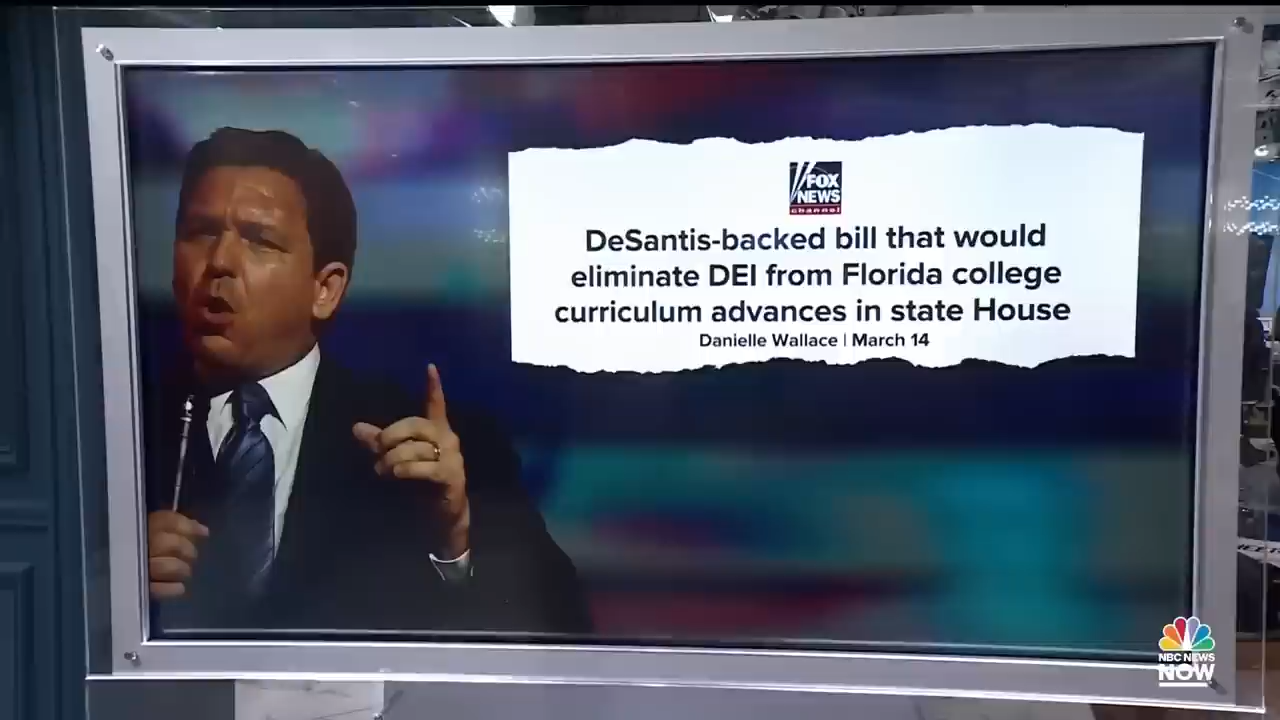 FOX
NEWS
channel
DeSantis-backed bill that would
eliminate DEI from Florida college
curriculum advances in state House
Danielle Wallace | March 14
NBC NEWS
NOW